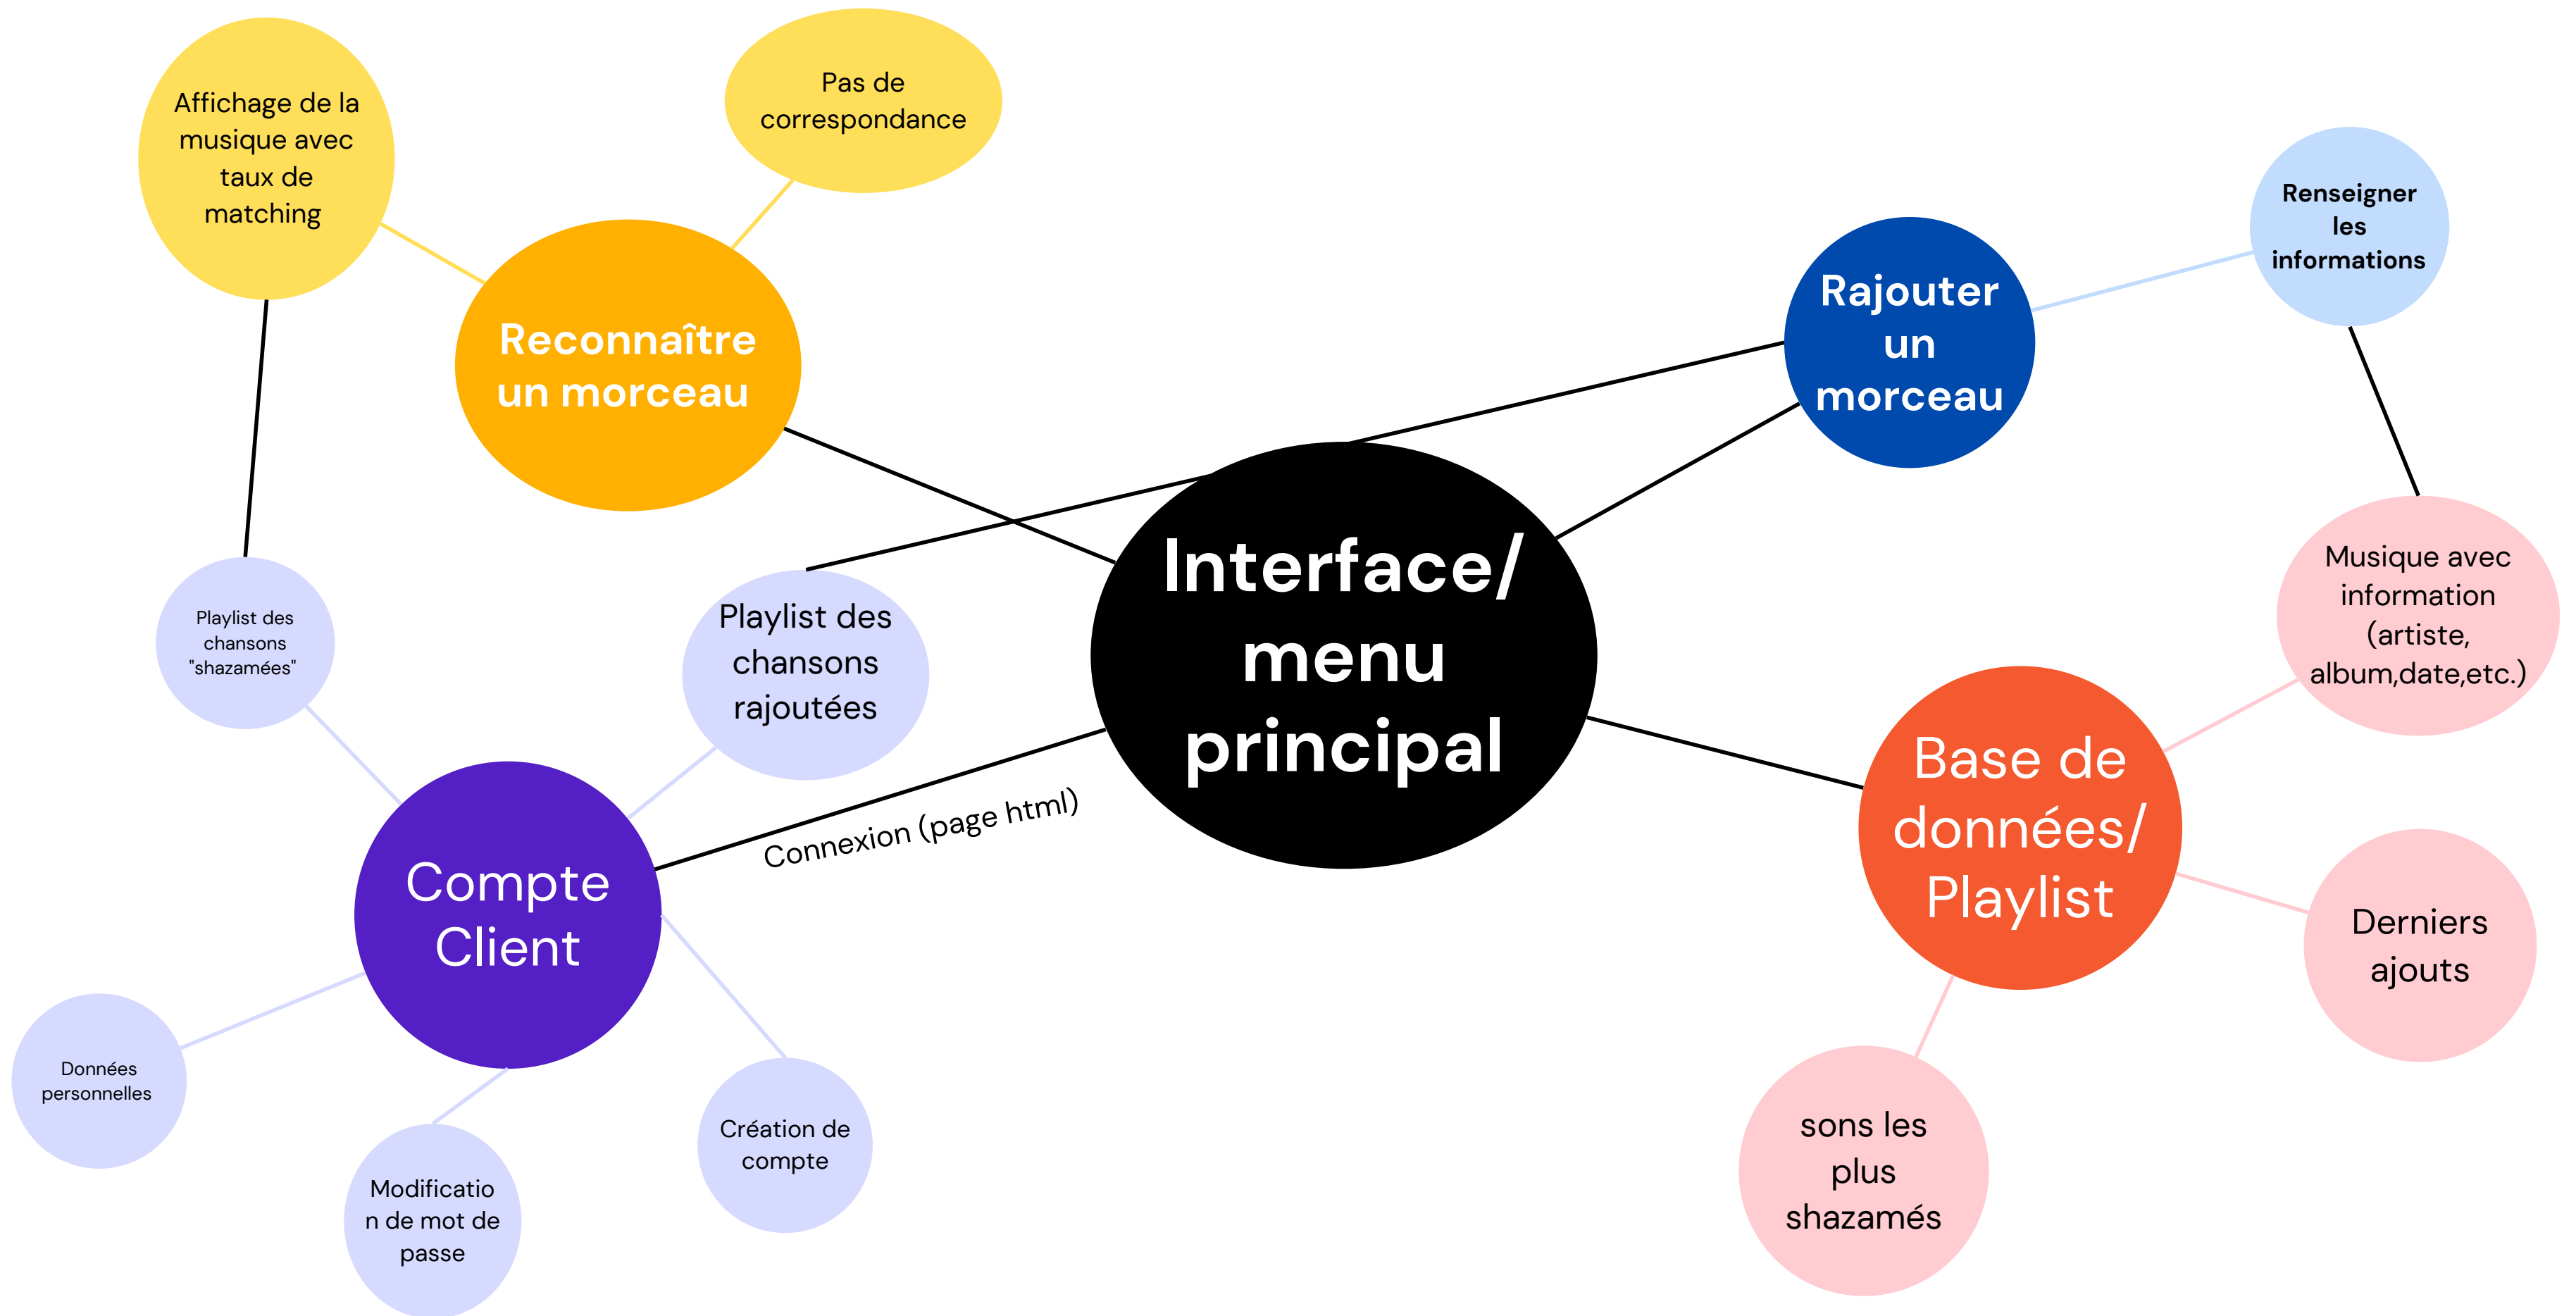 Affichage de la
musique avec
taux de
matching
Pas de
correspondance
Reconnaître
un morceau
Rajouter
un
morceau
Renseigner
les
informations
Playlist des
chansons
"shazamées"
Playlist des
chansons
rajoutées
Interface/
menu
principal
Musique avec
information
(artiste,
album,date,etc.)
Connexion (page html)
Compte
Client
Base de
données/
Playlist
Derniers
ajouts
Données
personnelles
Modificatio
n de mot de
passe
Création de
compte
sons les
plus
shazamés